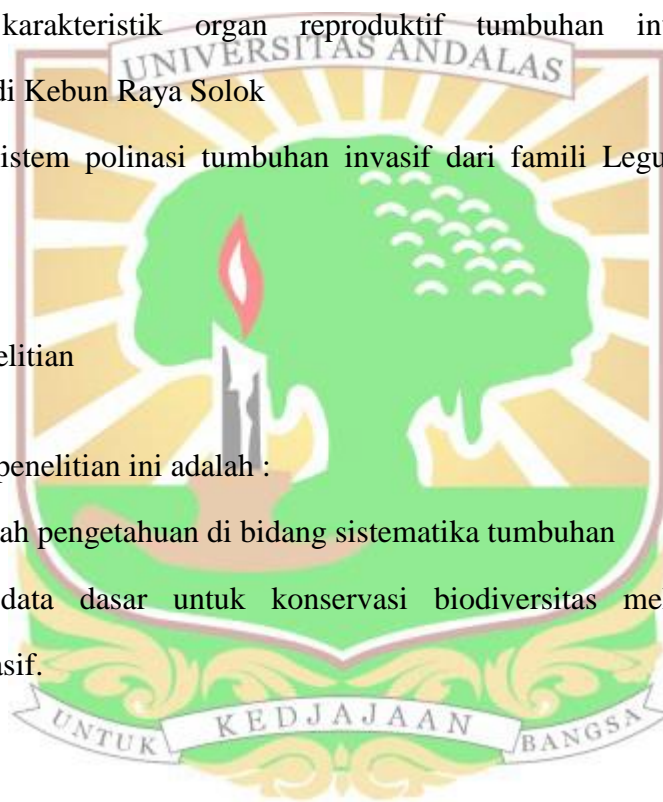 karakteristik organ reproduktif tumbuhan in
UNIVERSITAS ANDALAS
di Kebun Raya Solok
istem polinasi tumbuhan invasif dari famili Legu
elitian
penelitian ini adalah :
ah pengetahuan di bidang sistematika tumbuhan
data dasar untuk konservasi biodiversitas me
asif.
UNTUK KEDJAJAAN BANGSA